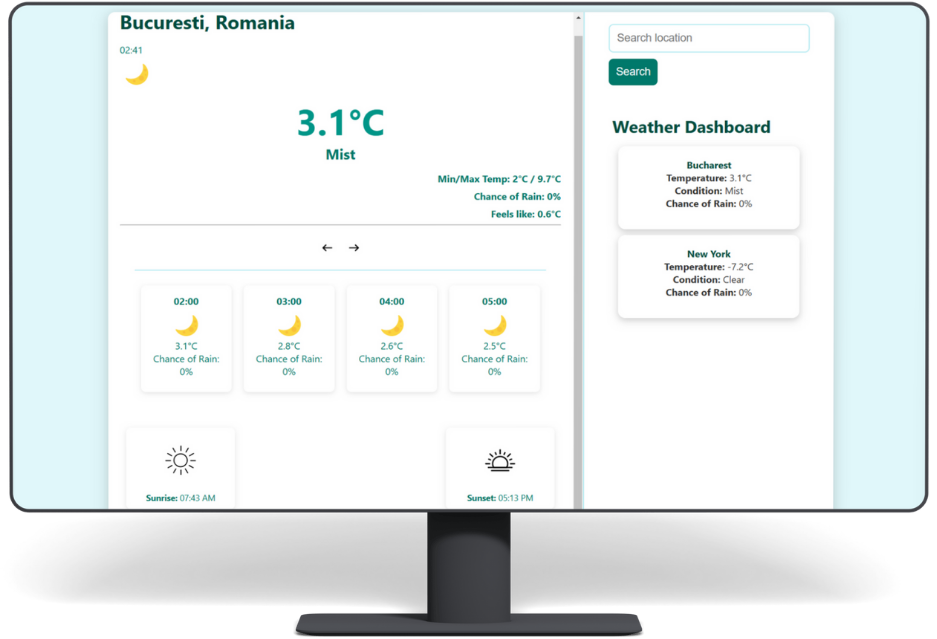 Bucuresti, Romania
02:41
3.1°C
Mist
Min/Max Temp: 2°C / 9.7°C
Chance of Rain: 0%
Feels like: 0.6°C
← →
02:00
3.1°C
Chance of Rain:
0%
03:00
2.8°C
Chance of Rain:
0%
04:00
2.6°C
Chance of Rain:
0%
05:00
2.5°C
Chance of Rain:
0%
Sunrise: 07:43 AM
Sunset: 05:13 PM
Search location
Search
Weather Dashboard
Bucharest
Temperature: 3.1°C
Condition: Mist
Chance of Rain: 0%
New York
Temperature: -7.2°C
Condition: Clear
Chance of Rain: 0%